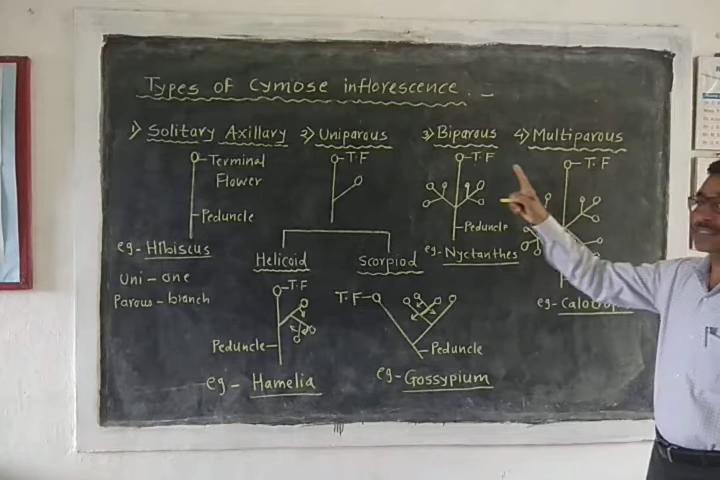 Types of Cymose inflorescence. -
1) Solitary Axillary
Terminal
Flower
Peduncle
eg - Hibiscus
Uni - one
Parous - branch
2) Uniparous
T.F
Helicoid
T.F
Peduncle
eg - Hamelia
Scorpiod
T.F
Peduncle
eg - Gossypium
3) Biparous
T.F
Peduncle
eg - Nyctanthes
4) Multiparous
T.F
eg -